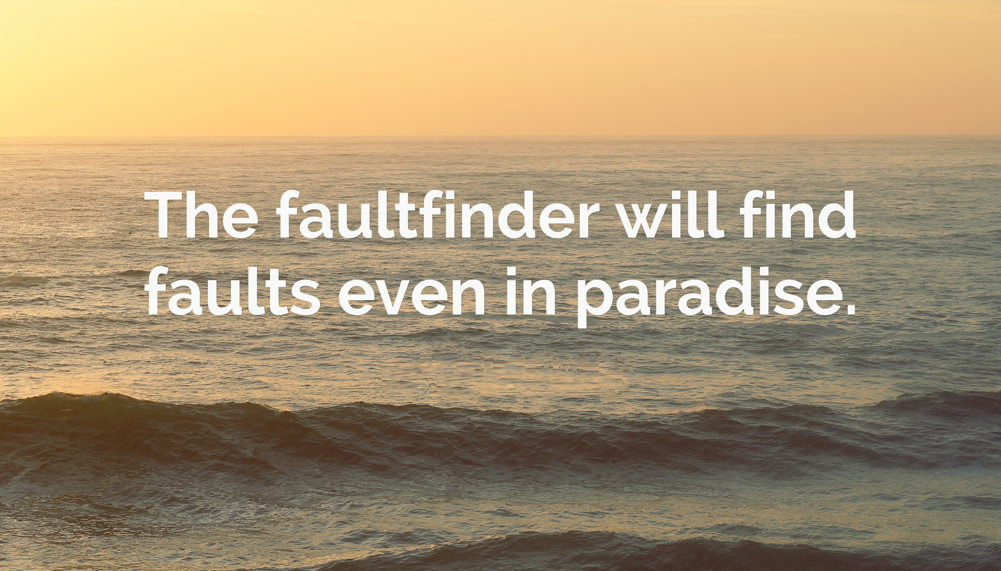 The faultfinder will find
faults even in paradise.